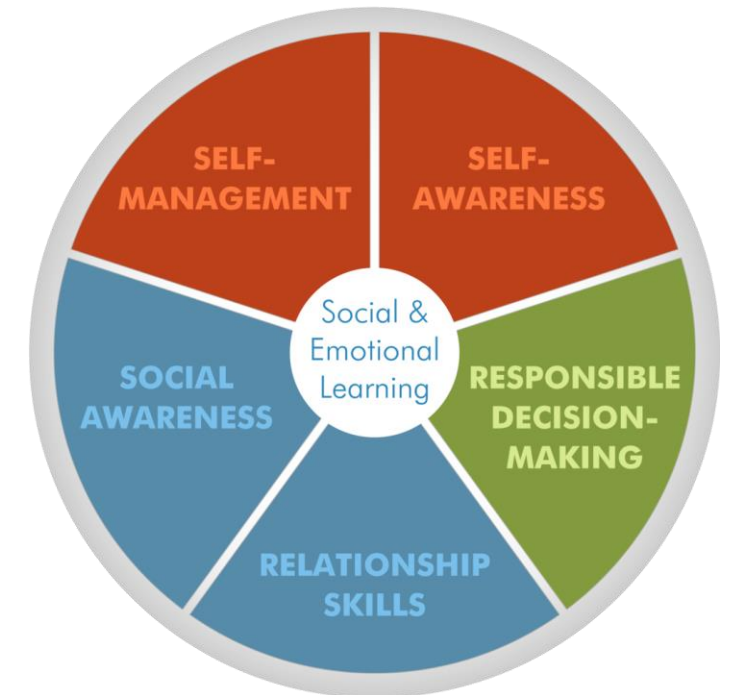 SELF-
MANAGEMENT
SELF-
AWARENESS
Social &
Emotional
Learning
SOCIAL
AWARENESS
RESPONSIBLE
DECISION-
MAKING
RELATIONSHIP
SKILLS